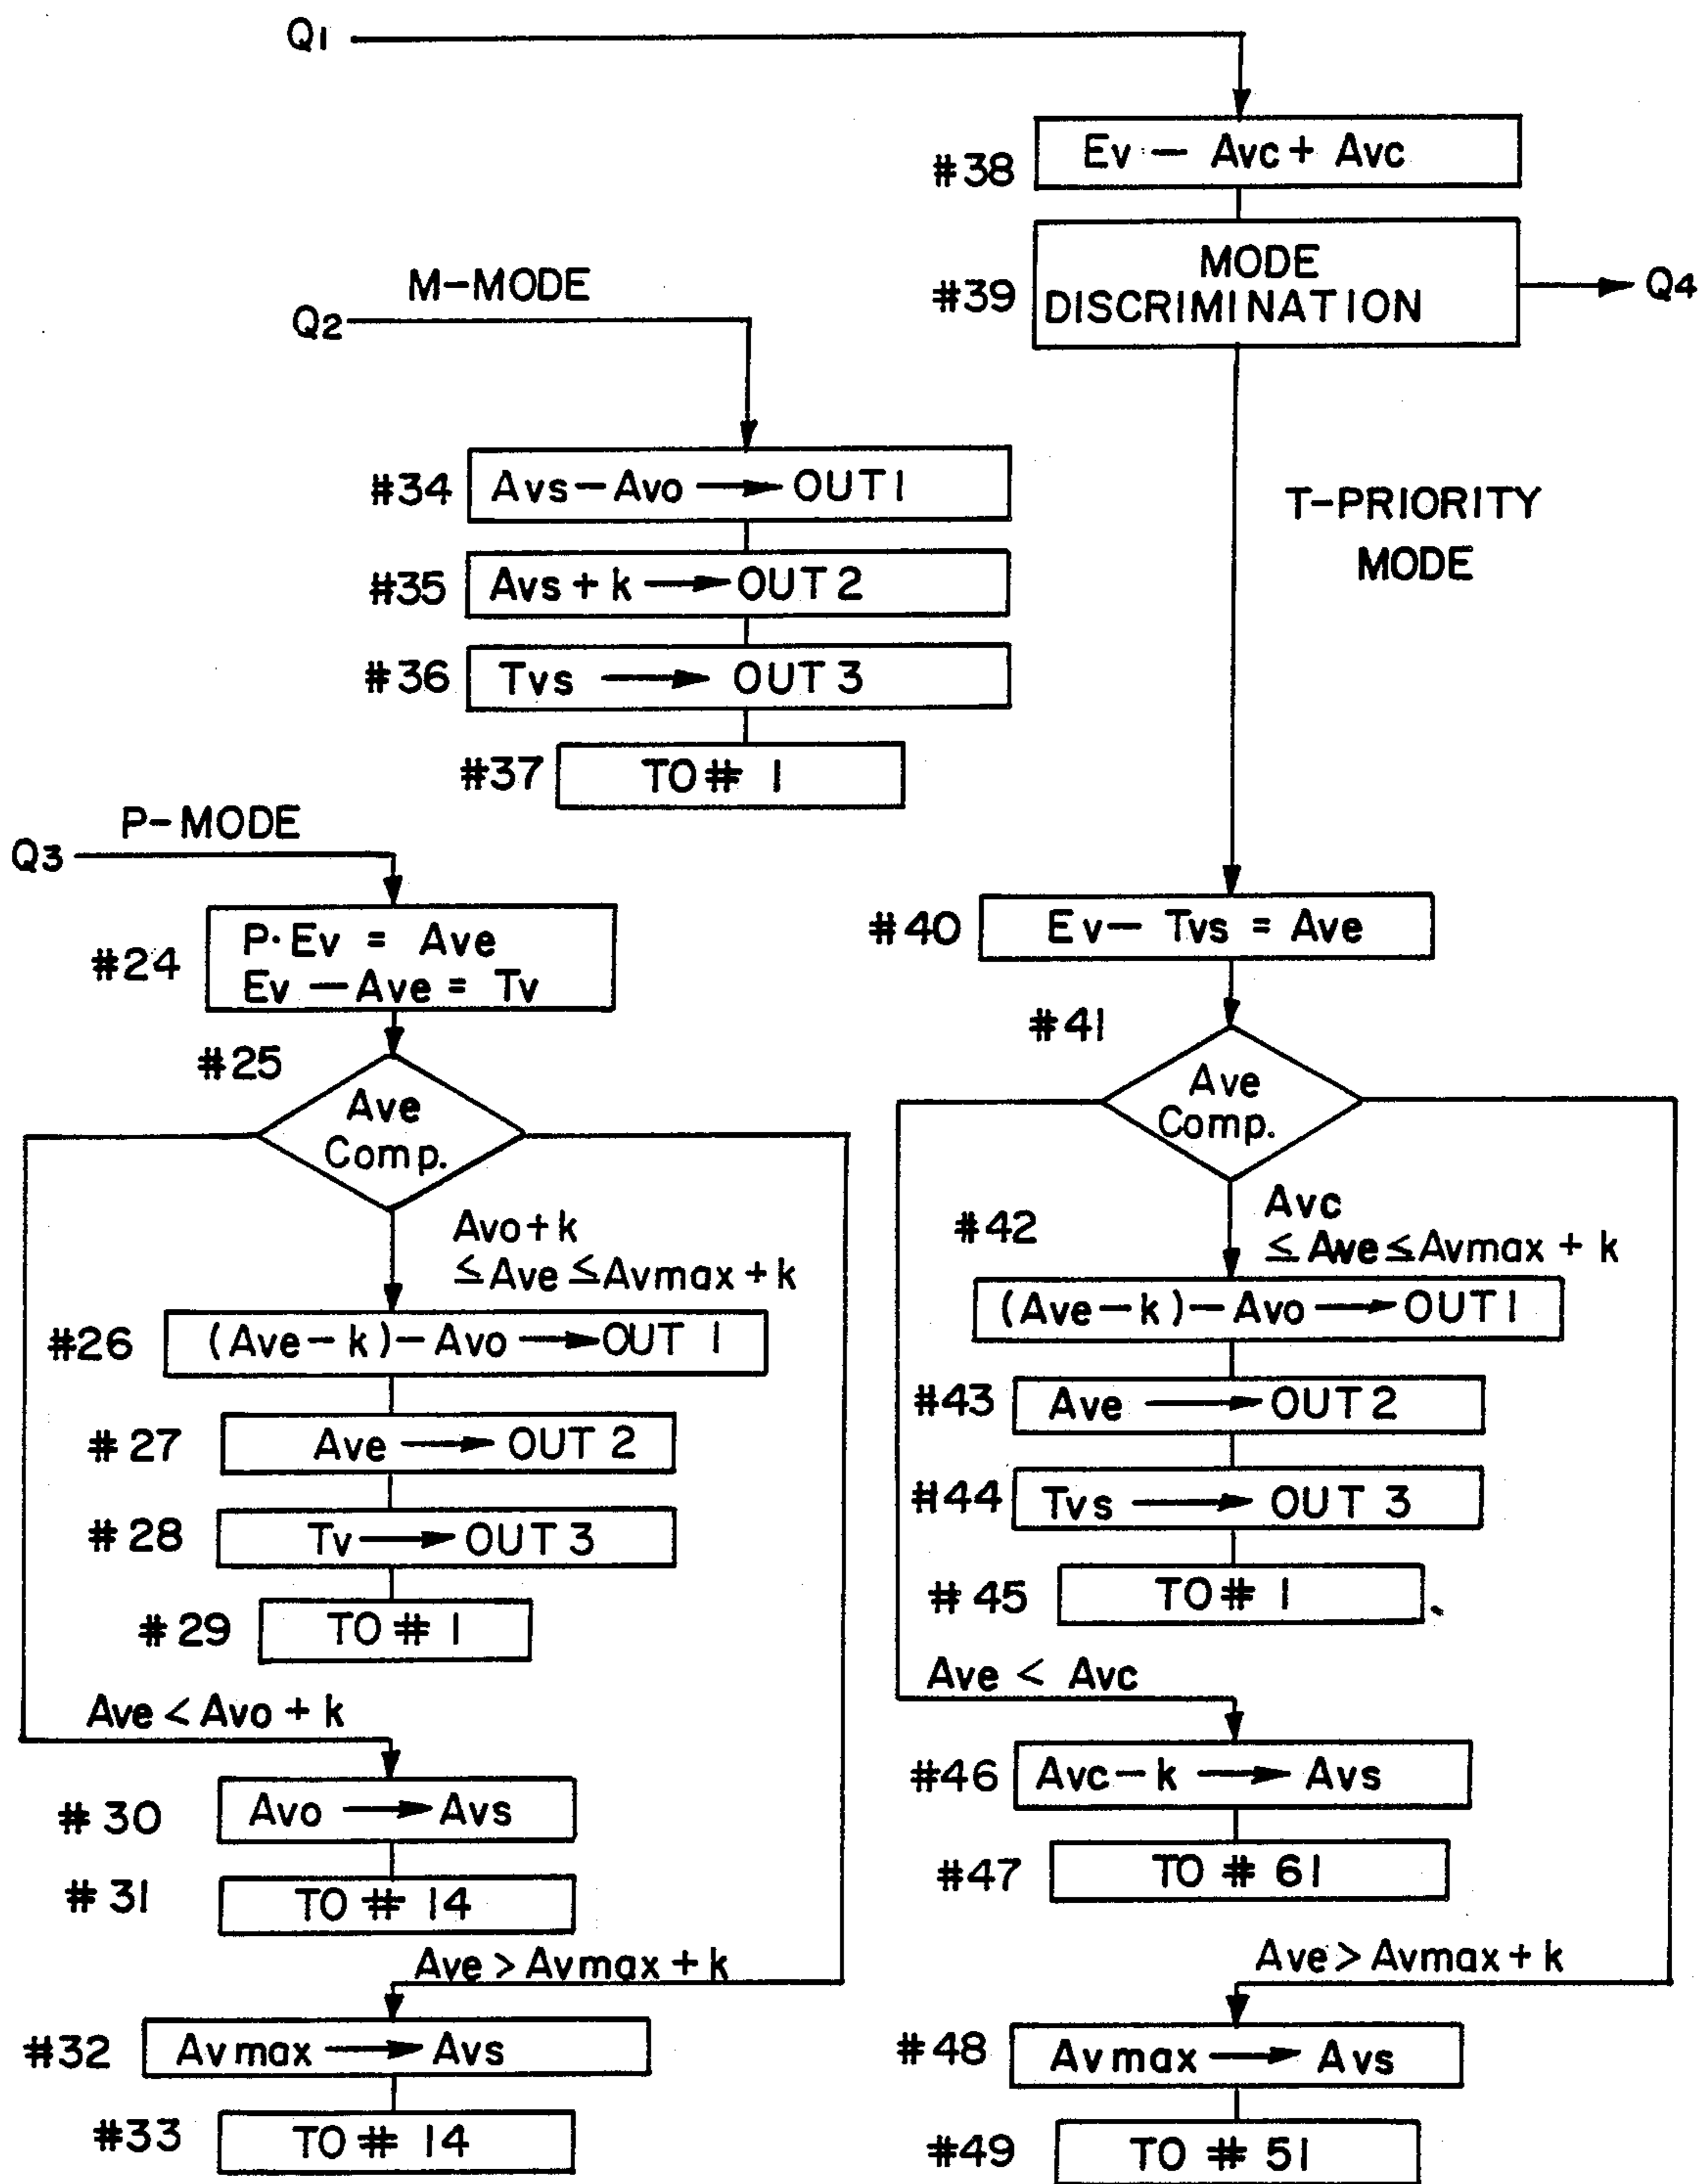 Q1
#38
Ev - Avc + Avc
#39
MODE
DISCRIMINATION
Q4
M-MODE
Q2
#34
Avs-Avo → OUT1
#35
Avs + k → OUT 2
#36
Tvs → OUT 3
#37
TO # 1
T-PRIORITY
MODE
P-MODE
Q3
#24
P·Ev = Ave
Ev - Ave = Tv
#25
Ave
Comp.
Avo+k
≤Ave≤Avmax+k
#26
(Ave-k)-Avo → OUT 1
#27
Ave → OUT 2
#28
Tv → OUT 3
#29
TO # 1
Ave < Avo + k
#30
Avo → Avs
#31
TO # 14
Ave > Avmax + k
#32
Avmax → Avs
#33
TO # 14
#40
Ev- Tvs = Ave
#41
Ave
Comp.
#42
Avc
≤ Ave ≤ Avmax + k
(Ave-k)-Avo → OUT1
#43
Ave → OUT 2
#44
Tvs → OUT 3
#45
TO # 1
Ave < Avc
#46
Avc-k → Avs
#47
TO # 61
Ave > Avmax + k
#48
Avmax → Avs
#49
TO # 51